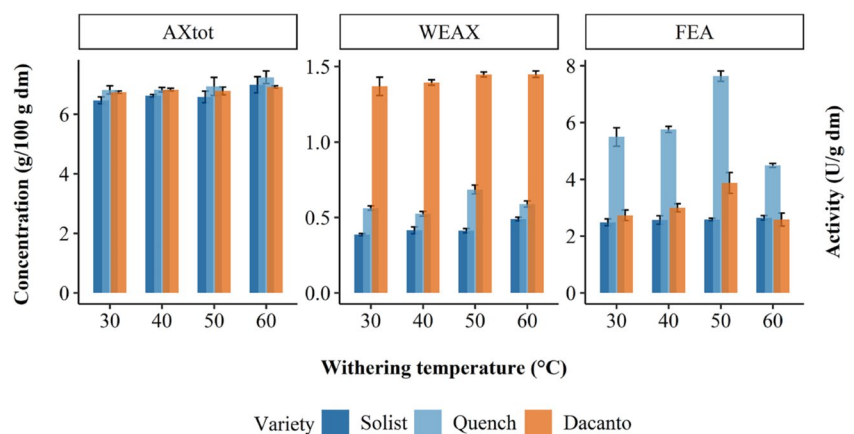 AXtot WEAX FEA
Concentration (g/100 g dm)
6
4
2
0
1.5
1.0
0.5
0.0
8
6
4
2
0
Activity (U/g dm)
30 40 50 60 30 40 50 60 30 40 50 60
Withering temperature (°C)
Variety Solist Quench Dacanto